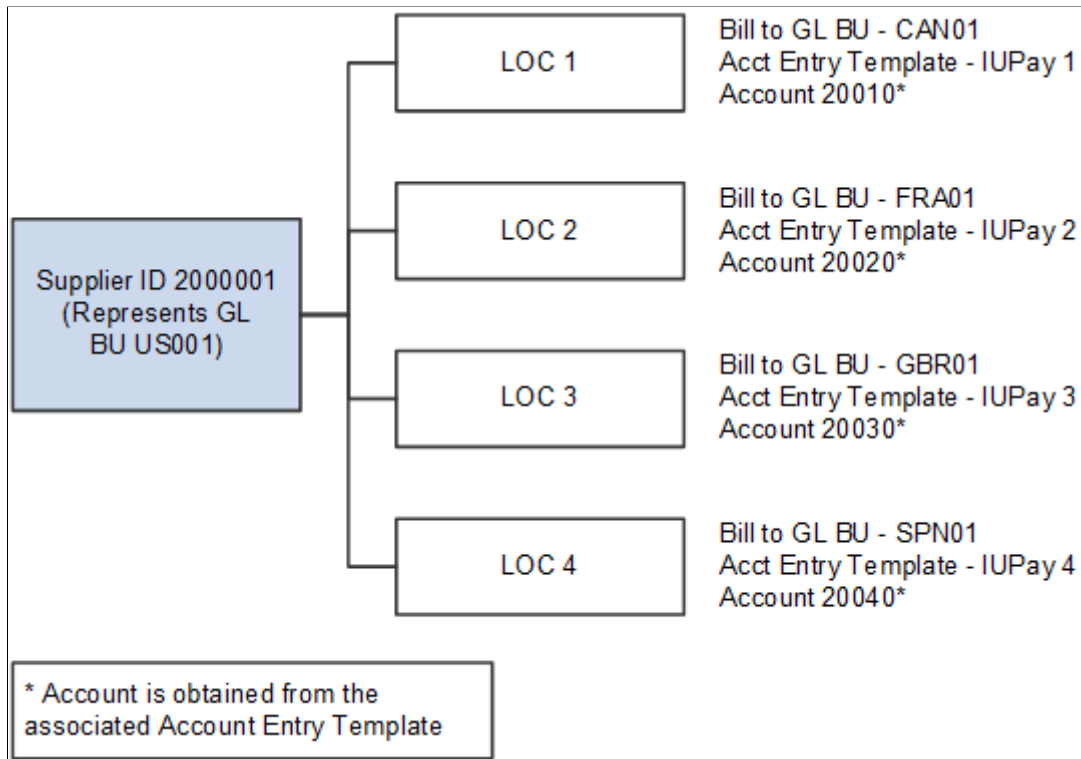 LOC 1
Bill to GL BU - CAN01
Acct Entry Template - IUPay 1
Account 20010*
LOC 2
Bill to GL BU - FRA01
Acct Entry Template - IUPay 2
Account 20020*
Supplier ID 2000001
(Represents GL
BU US001)
LOC 3
Bill to GL BU - GBR01
Acct Entry Template - IUPay 3
Account 20030*
LOC 4
Bill to GL BU - SPN01
Acct Entry Template - IUPay 4
Account 20040*
* Account is obtained from the
associated Account Entry Template